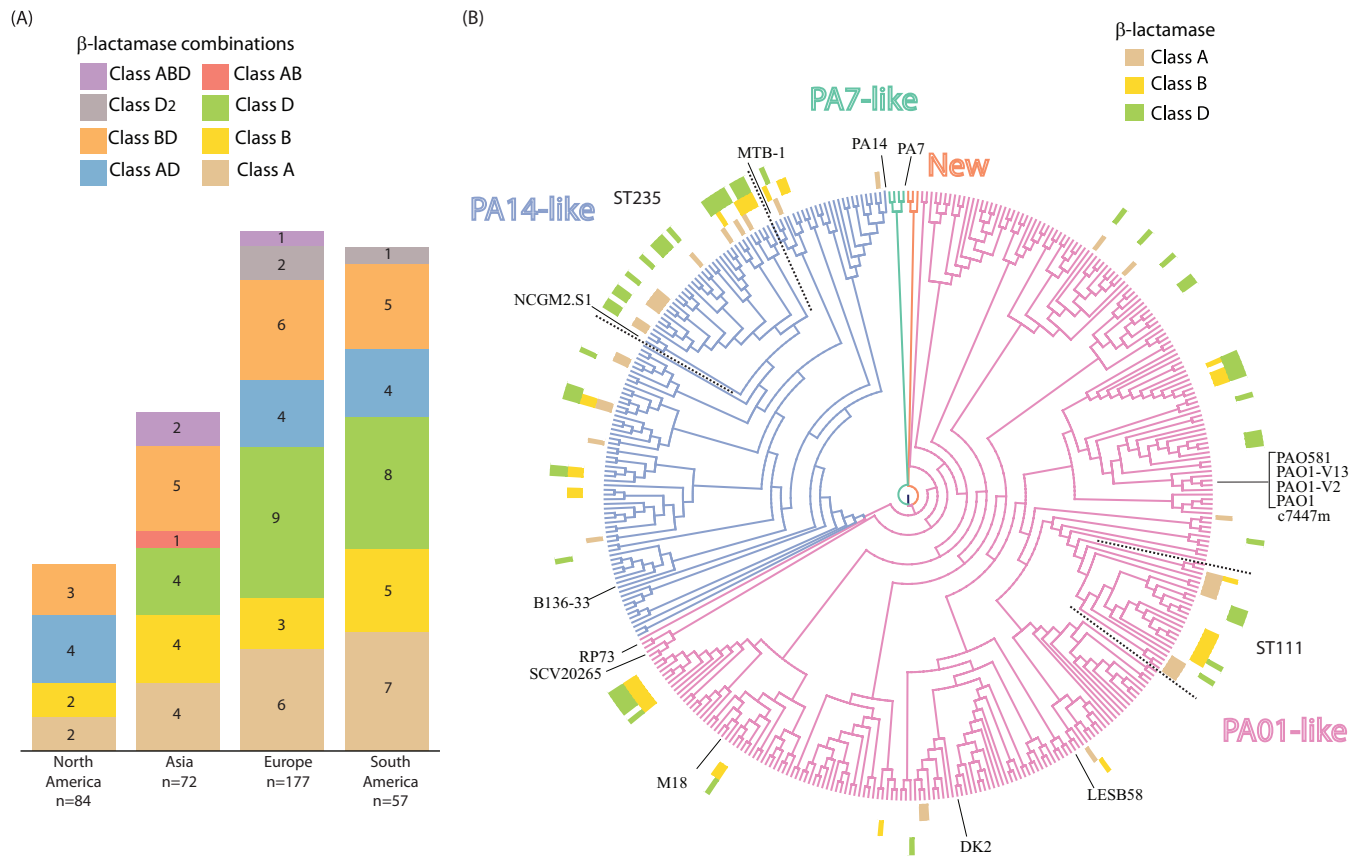 (A)
β-lactamase combinations
Class ABD
Class AB
Class D2
Class D
Class BD
Class B
Class AD
Class A
3
4
2
2
2
5
1
4
4
4
1
2
6
4
9
3
6
1
5
4
8
5
7
North
America
n=84
Asia
n=72
Europe
n=177
South
America
n=57
(B)
β-lactamase
Class A
Class B
Class D
PA7-like
New
PA14-like
PA01-like
PA14
PA7
MTB-1
ST235
NCGM2.S1
B136-33
RP73
SCV20265
M18
DK2
LESB58
ST111
PAO581
PAO1-V13
PAO1-V2
PAO1
c7447m